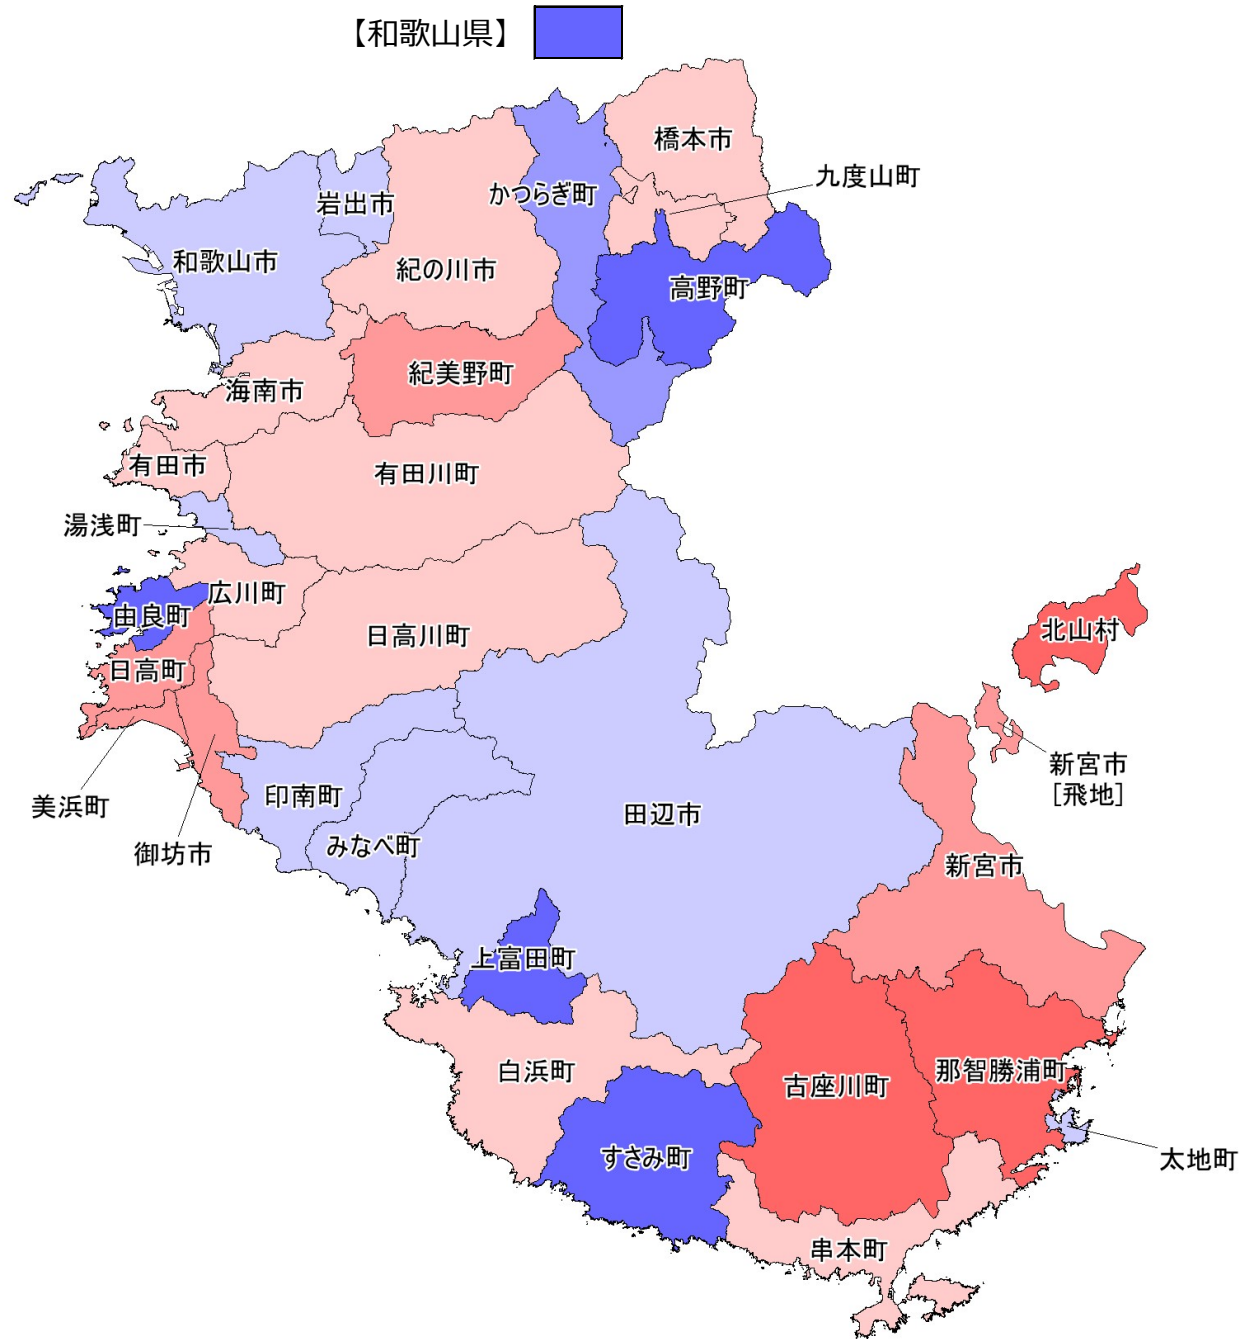 【和歌山県】
橋本市
九度山町
かつらぎ町
岩出市
和歌山市
紀の川市
高野町
紀美野町
海南市
有田市
有田川町
湯浅町
広川町
由良町
北山村
日高川町
日高町
新宮市
[飛地]
美浜町
印南町
田辺市
みなべ町
御坊市
新宮市
上富田町
白浜町
那智勝浦町
古座川町
すさみ町
太地町
串本町